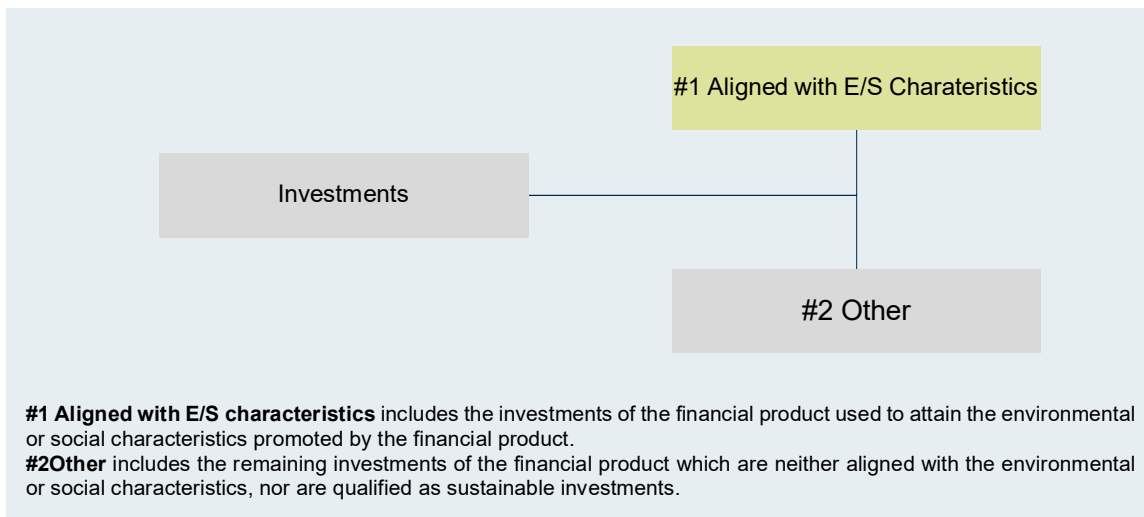 #1 Aligned with E/S Charateristics
Investments
#2 Other
#1 Aligned with E/S characteristics includes the investments of the financial product used to attain the environmental
or social characteristics promoted by the financial product.
#2Other includes the remaining investments of the financial product which are neither aligned with the environmental
or social characteristics, nor are qualified as sustainable investments.